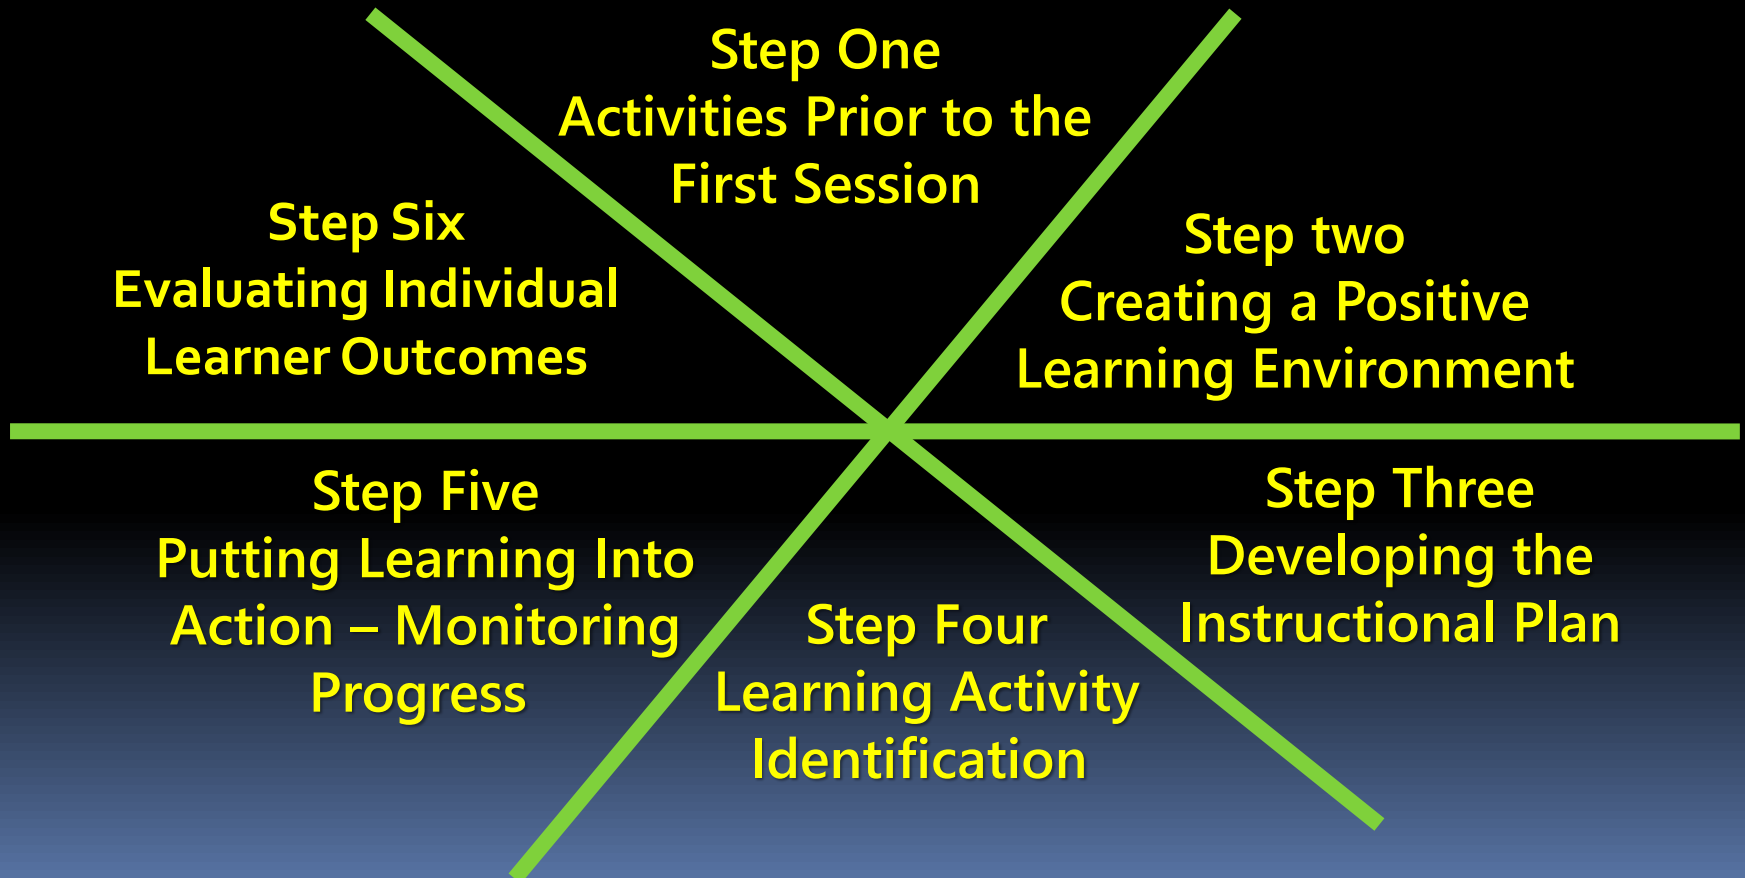 Step One
Activities Prior to the
First Session
Step two
Creating a Positive
Learning Environment
Step Three
Developing the
Instructional Plan
Step Four
Learning Activity
Identification
Step Five
Putting Learning Into
Action – Monitoring
Progress
Step Six
Evaluating Individual
Learner Outcomes